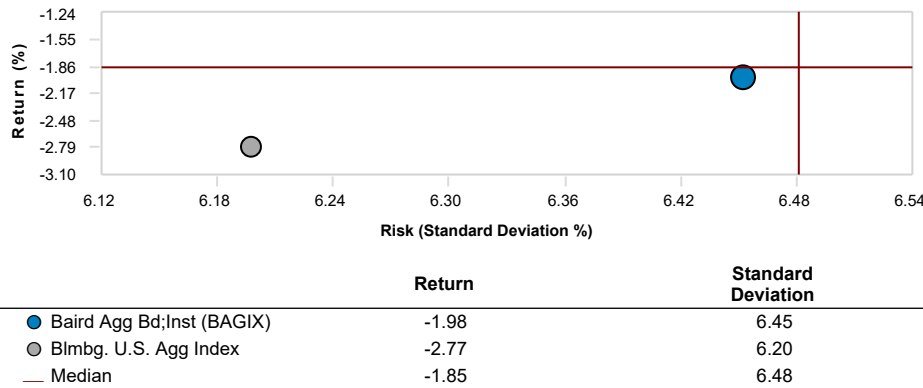 -1.24
-1.55
-1.86
-2.17
-2.48
-2.79
-3.10
Return (%)
6.12 6.18 6.24 6.30 6.36 6.42 6.48 6.54
Risk (Standard Deviation %)
Return Standard Deviation
Baird Agg Bd;Inst (BAGIX) -1.98 6.45
Blmbg. U.S. Agg Index -2.77 6.20
Median -1.85 6.48